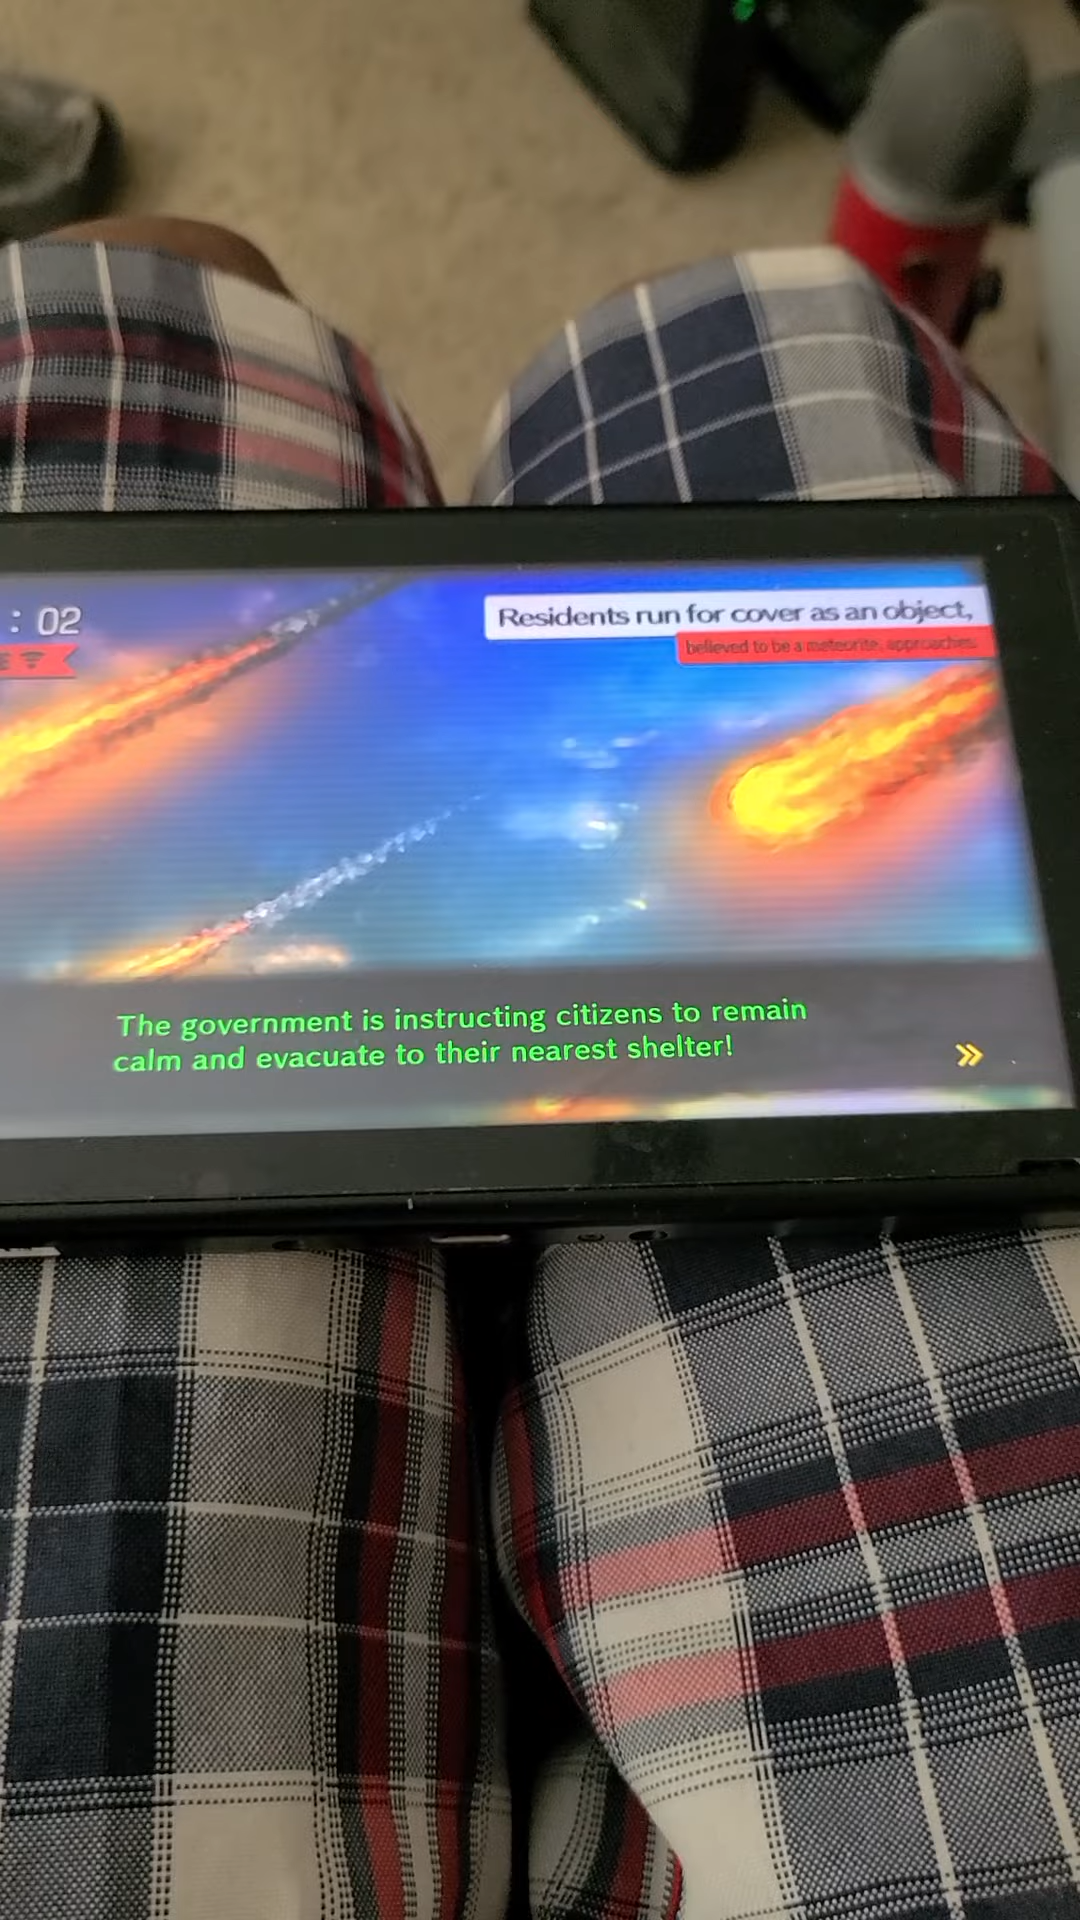 : 02
Residents run for cover as an object,
E
believed to be a meteorite, approaches.
The government is instructing citizens to remain
calm and evacuate to their nearest shelter!